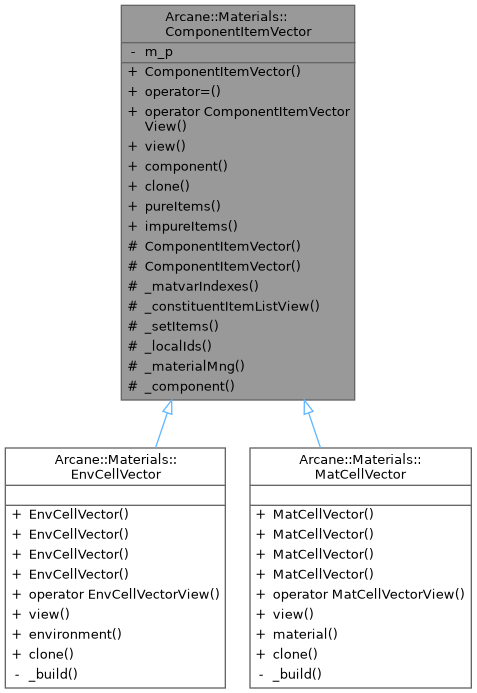 Arcane::Materials::
ComponentItemVector
- m_p
+ ComponentItemVector()
+ operator=()
+ operator ComponentItemVector
View()
+ view()
+ component()
+ clone()
+ pureItems()
+ impureItems()
# ComponentItemVector()
# ComponentItemVector()
# _matvarIndexes()
# _constituentItemListView()
# _setItems()
# _localIds()
# _materialMng()
# _component()
Arcane::Materials::
EnvCellVector
+ EnvCellVector()
+ EnvCellVector()
+ EnvCellVector()
+ EnvCellVector()
+ operator EnvCellVectorView()
+ view()
+ environment()
+ clone()
- _build()
Arcane::Materials::
MatCellVector
+ MatCellVector()
+ MatCellVector()
+ MatCellVector()
+ MatCellVector()
+ operator MatCellVectorView()
+ view()
+ material()
+ clone()
- _build()